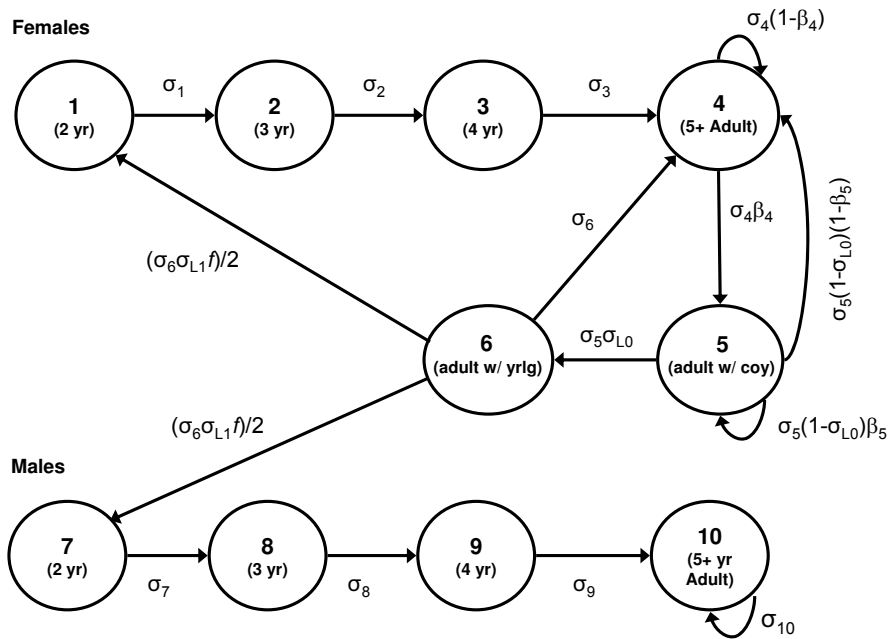 Females
σ4(1-β4)
1
(2 yr)
σ1
2
(3 yr)
σ2
3
(4 yr)
σ3
4
(5+ Adult)
σ5(1-σL0)(1-β5)
σ4β4
σ6
(σ6σL1f)/2
6
(adult w/ yrlg)
σ5σL0
5
(adult w/ coy)
σ5(1-σL0)β5
(σ6σL1f)/2
Males
7
(2 yr)
σ7
8
(3 yr)
σ8
9
(4 yr)
σ9
10
(5+ yr
Adult)
σ10